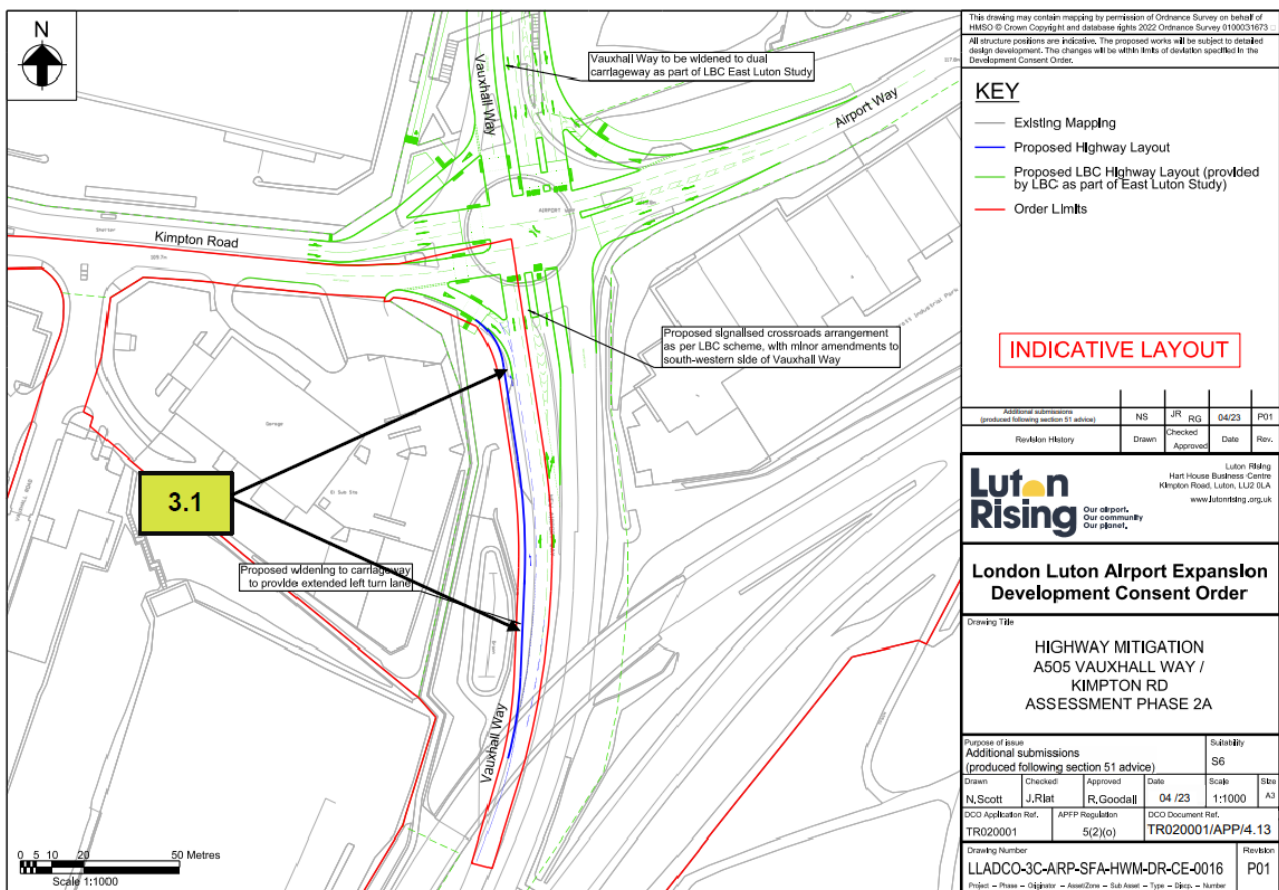 N
Vauxhall Way to be widened to dual
carriageway as part of LBC East Luton Study
Vauxhall Way
Airport Way
Shelter
Kimpton Road
Proposed signalised crossroads arrangement
as per LBC scheme, with minor amendments to
south-western side of Vauxhall Way
Garage
El Sub Sta
3.1
VAUXHALL ROAD
Proposed widening to carriageway
to provide extended left turn lane
Vauxhall Way
0 5 10 20 50 Metres
Scale 1:1000
This drawing may contain mapping by permission of Ordnance Survey on behalf of
HMSO © Crown Copyright and database rights 2022 Ordnance Survey 0100031673
All structure positions are indicative. The proposed works will be subject to detailed
design development. The changes will be within limits of deviation specified in the
Development Consent Order.
KEY
Existing Mapping
Proposed Highway Layout
Proposed LBC Highway Layout (provided
by LBC as part of East Luton Study)
Order Limits
INDICATIVE LAYOUT
Additional submissions
(produced following section 51 advice)
NS JR RG 04/23 P01
Revision History Drawn Checked Approved Date Rev.
Luton
Rising
Our airport.
Our community
Our planet.
Luton Rising
Hart House Business Centre
Kimpton Road, Luton, LU2 0LA
www.lutonrising.org.uk
London Luton Airport Expansion
Development Consent Order
Drawing Title
HIGHWAY MITIGATION
A505 VAUXHALL WAY /
KIMPTON RD
ASSESSMENT PHASE 2A
Purpose of issue
Additional submissions
(produced following section 51 advice)
Suitability
S6
Drawn Checked Approved Date Scale Size
N.Scott J.Riat R.Goodall 04 /23 1:1000 A3
DCO Application Ref. APFP Regulation DCO Document Ref.
TR020001 5(2)(o) TR020001/APP/4.13
Drawing Number Revision
LLADCO-3C-ARP-SFA-HWM-DR-CE-0016 P01
Project – Phase – Originator – Asset/Zone – Sub Asset – Type – Discp. – Number